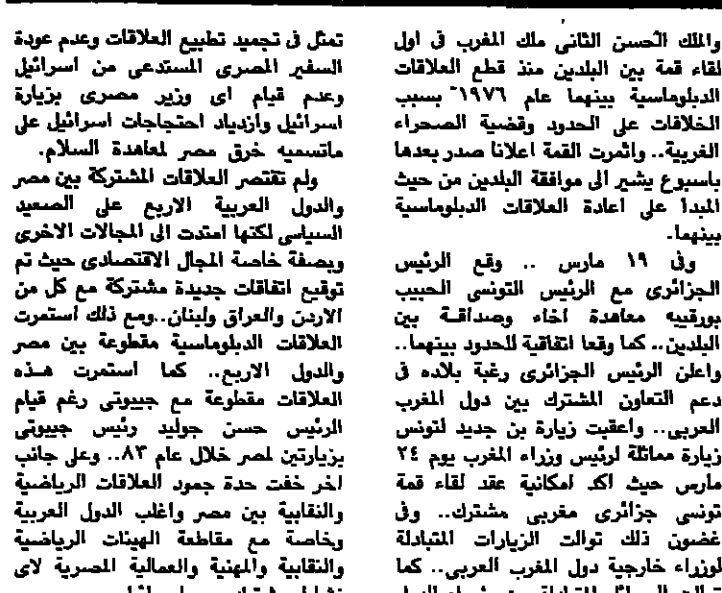 والملك الحسن الثانى ملك المغرب فى اول
لقاء قمة بين البلدين منذ قطع العلاقات
الدبلوماسية بينهما عام ١٩٧٦ بسبب
الخلافات على الحدود وقضية الصحراء
الغربية.. واثمرت القمة اعلانا صدر بعدها
باسبوع يشير الى موافقة البلدين من حيث
المبدأ على اعادة العلاقات الدبلوماسية
بينهما.
وفى ١٩ مارس .. وقع الرئيس
الجزائرى مع الرئيس التونسى الحبيب
بورقيبه معاهدة اخاء وصداقة بين
البلدين.. كما وقعا اتفاقية للحدود بينهما..
واعلن الرئيس الجزائرى رغبة بلاده فى
دعم التعاون المشترك بين دول المغرب
العربى.. واعقبت زيارة بن جديد لتونس
زيارة مماثلة لرئيس وزراء المغرب يوم ٢٤
مارس حيث اكد امكانية عقد لقاء قمة
تونسى جزائرى مغربى مشترك.. وفى
غضون ذلك توالت الزيارات المتبادلة
لوزراء خارجية دول المغرب العربى.. كما
تمثل فى تجميد تطبيع العلاقات وعدم عودة
السفير المصرى المستدعى من اسرائيل
وعدم قيام اى وزير مصرى بزيارة
اسرائيل وازدياد احتجاجات اسرائيل على
ماتسميه خرق مصر لمعاهدة السلام.
ولم تقتصر العلاقات المشتركة بين مصر
والدول العربية الاربع على الصعيد
السياسى لكنها امتدت الى المجالات الاخرى
وبصفة خاصة المجال الاقتصادى حيث تم
توقيع اتفاقات جديدة مشتركة مع كل من
الاردن والعراق ولبنان..ومع ذلك استمرت
العلاقات الدبلوماسية مقطوعة بين مصر
والدول الاربع.. كما استمرت هذه
العلاقات مقطوعة مع جيبوتى رغم قيام
الرئيس حسن جوليد رئيس جيبوتى
بزيارتين لمصر خلال عام ٨٣.. وعلى جانب
اخر خفت حدة جمود العلاقات الرياضية
والنقابية بين مصر واغلب الدول العربية
وخاصة مع مقاطعة الهيئات الرياضية
والنقابية والمهنية والعمالية المصرية لاى